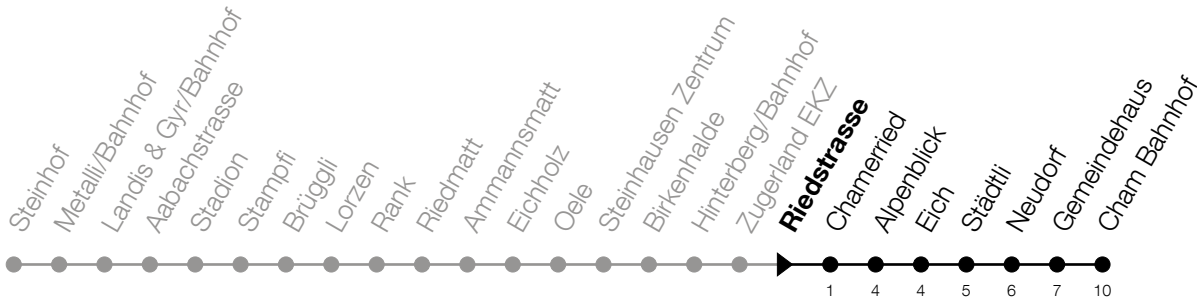 Steinhof
Metalli/Bahnhof
Landis & Gyr/Bahnhof
Aabachstrasse
Stadion
Stampfi
Brüggli
Lorzen
Rank
Riedmatt
Ammannsmatt
Eichholz
Oele
Steinhausen Zentrum
Birkenhalde
Hinterberg/Bahnhof
Zugerland EKZ
Riedstrasse
Chamerried
Alpenblick
Eich
Städtli
Neudorf
Gemeindehaus
Cham Bahnhof
1 4 4 5 6 7 10